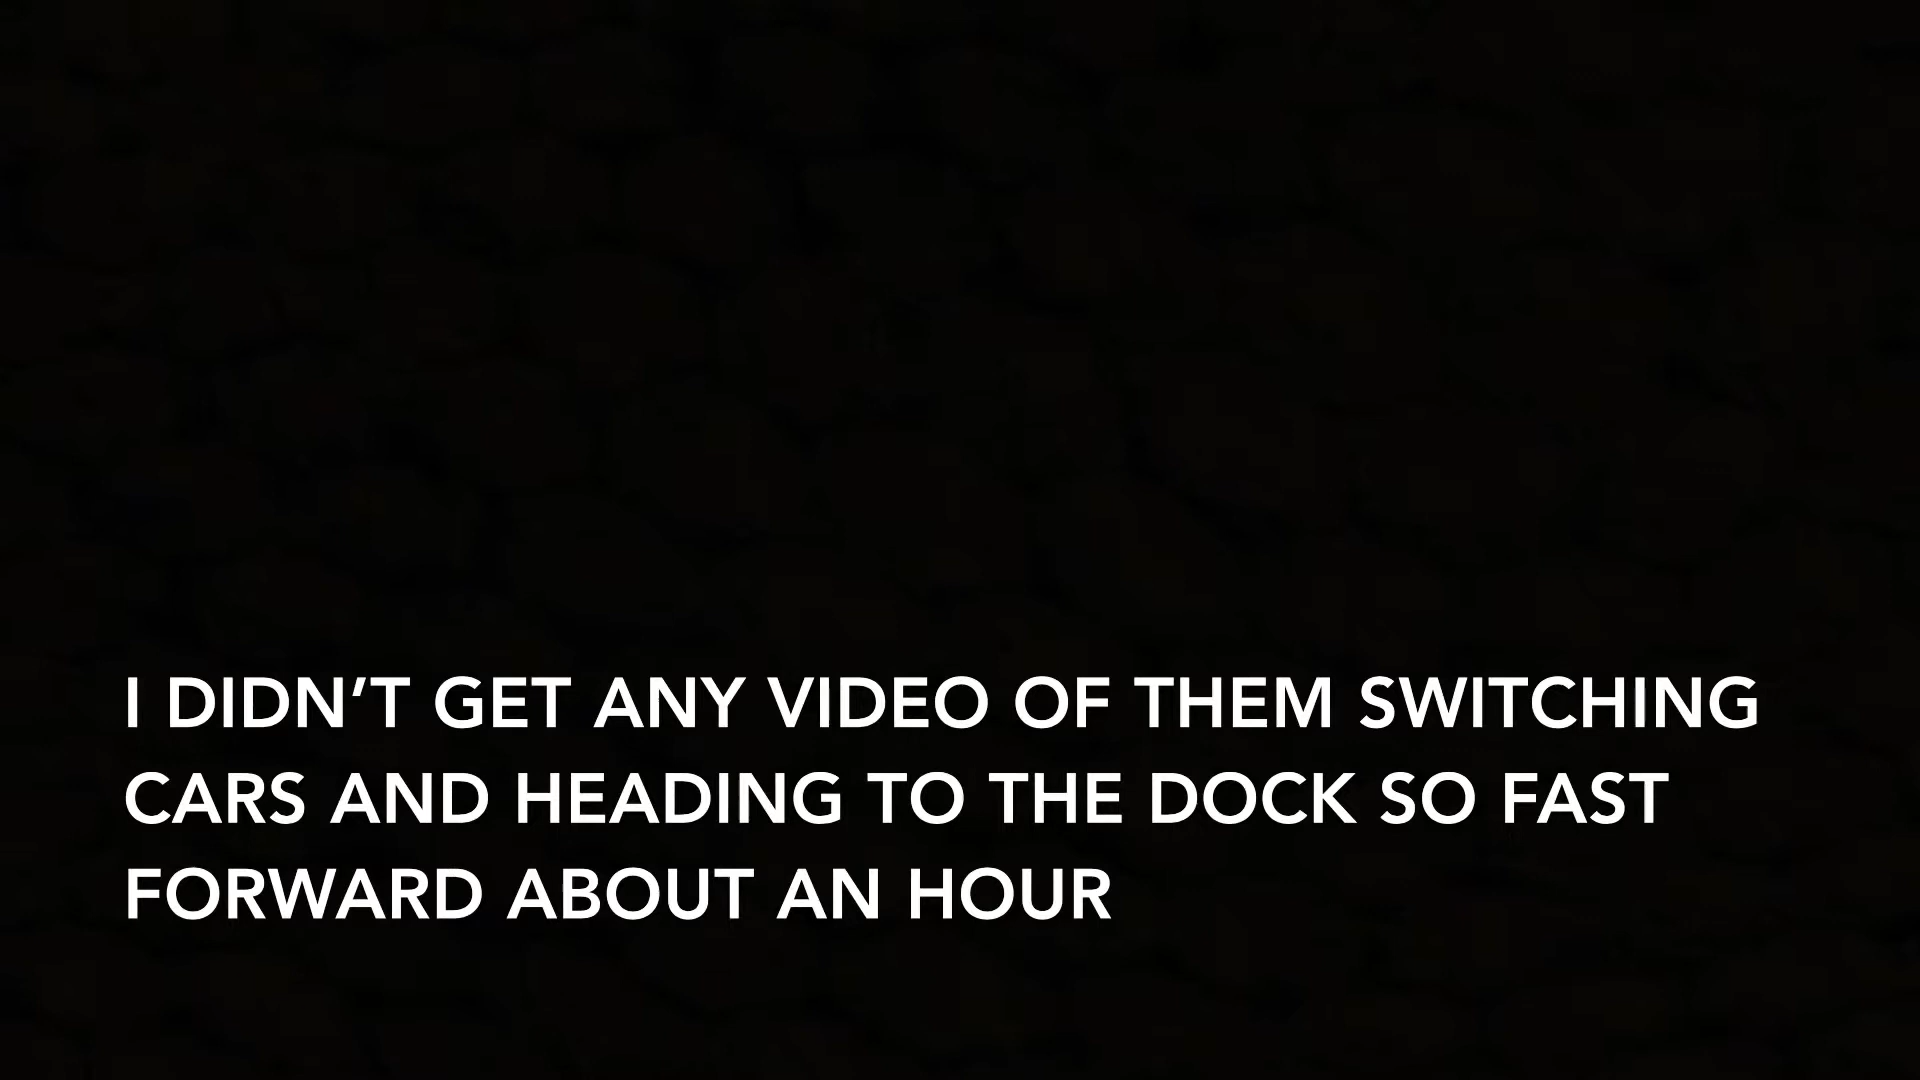 I DIDN’T GET ANY VIDEO OF THEM SWITCHING
CARS AND HEADING TO THE DOCK SO FAST
FORWARD ABOUT AN HOUR